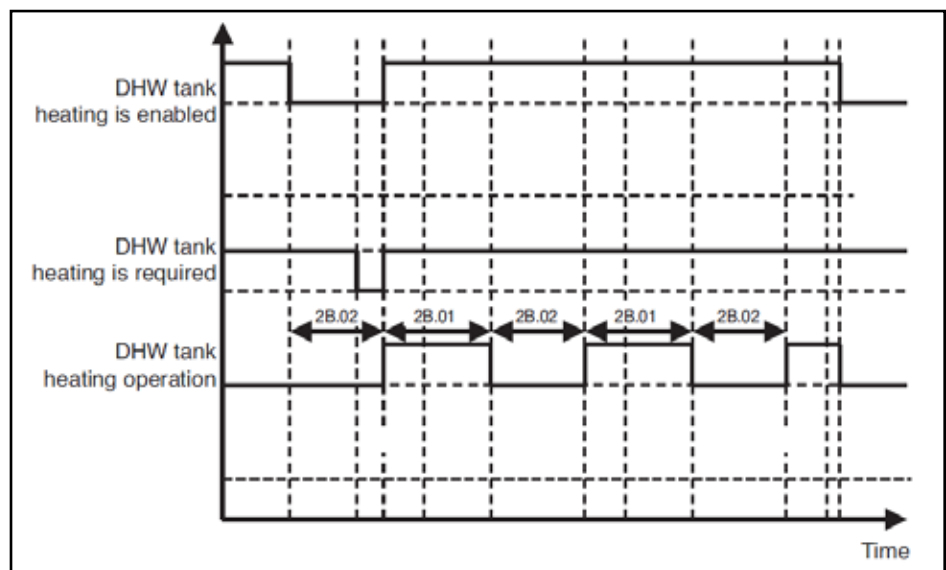 DHW tank
heating is enabled
DHW tank
heating is required
2B.02 2B.01 2B.02 2B.01 2B.02
DHW tank
heating operation
Time